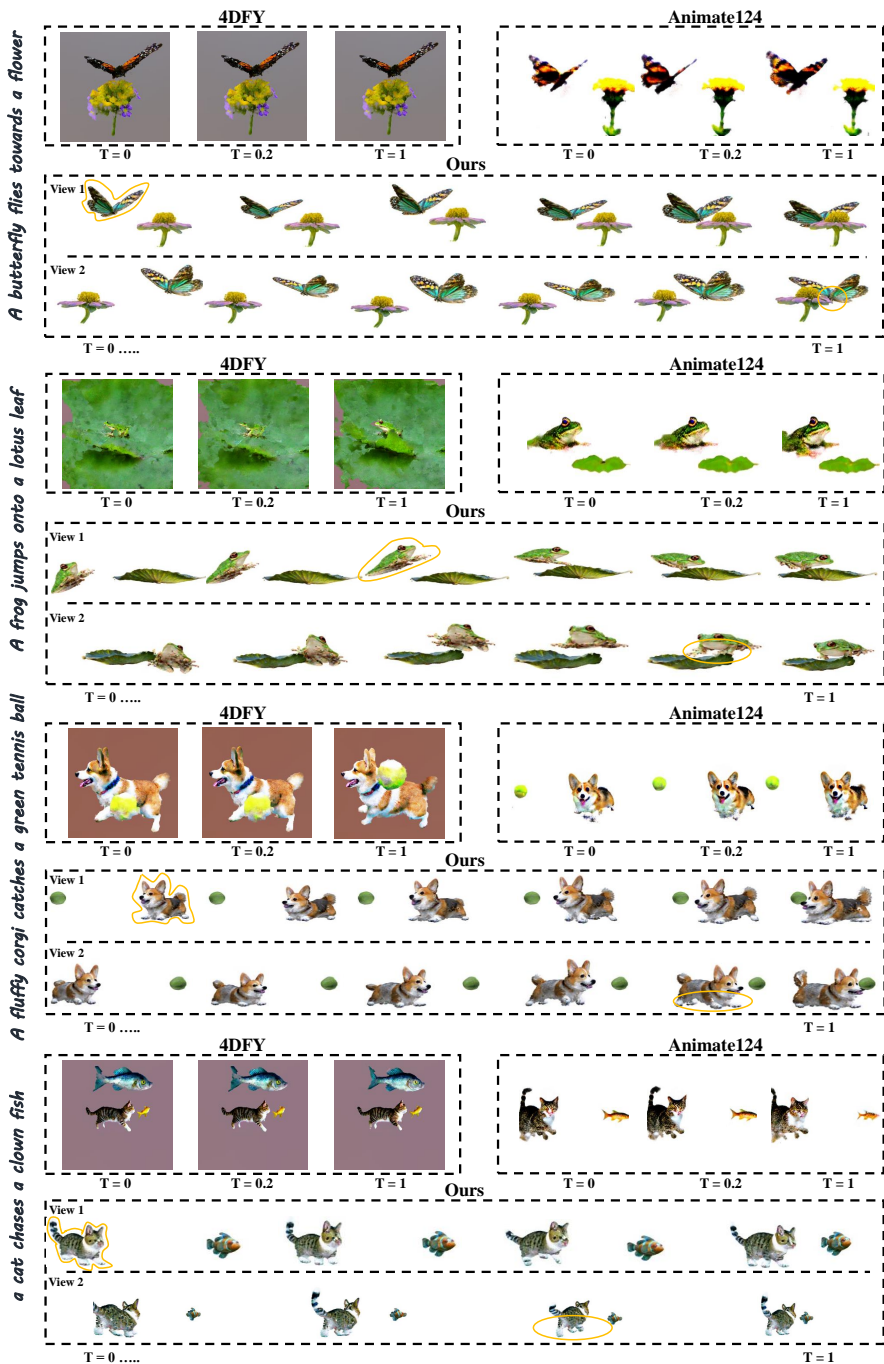 A butterfly flies towards a flower
4DFY
Animate124
T = 0
T = 0.2
T = 1
T = 0
T = 0.2
T = 1
Ours
View 1
View 2
T = 0 …..
T = 1
A frog jumps onto a lotus leaf
4DFY
Animate124
T = 0
T = 0.2
T = 1
T = 0
T = 0.2
T = 1
Ours
View 1
View 2
T = 0 …..
T = 1
A fluffy corgi catches a green tennis ball
4DFY
Animate124
T = 0
T = 0.2
T = 1
T = 0
T = 0.2
T = 1
Ours
View 1
View 2
T = 0 …..
T = 1
a cat chases a clown fish
4DFY
Animate124
T = 0
T = 0.2
T = 1
T = 0
T = 0.2
T = 1
Ours
View 1
View 2
T = 0 …..
T = 1